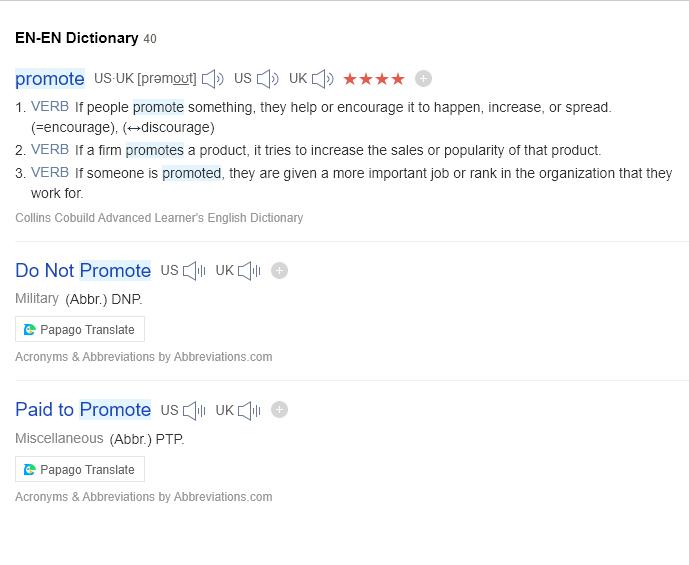 EN-EN Dictionary 40
promote US·UK [prəmoʊt] US UK ★★★★
1. VERB If people promote something, they help or encourage it to happen, increase, or spread.
(=encourage), (↔discourage)
2. VERB If a firm promotes a product, it tries to increase the sales or popularity of that product.
3. VERB If someone is promoted, they are given a more important job or rank in the organization that they
work for.
Collins Cobuild Advanced Learner's English Dictionary
Do Not Promote US UK
Military (Abbr.) DNP.
Papago Translate
Acronyms & Abbreviations by Abbreviations.com
Paid to Promote US UK
Miscellaneous (Abbr.) PTP.
Papago Translate
Acronyms & Abbreviations by Abbreviations.com